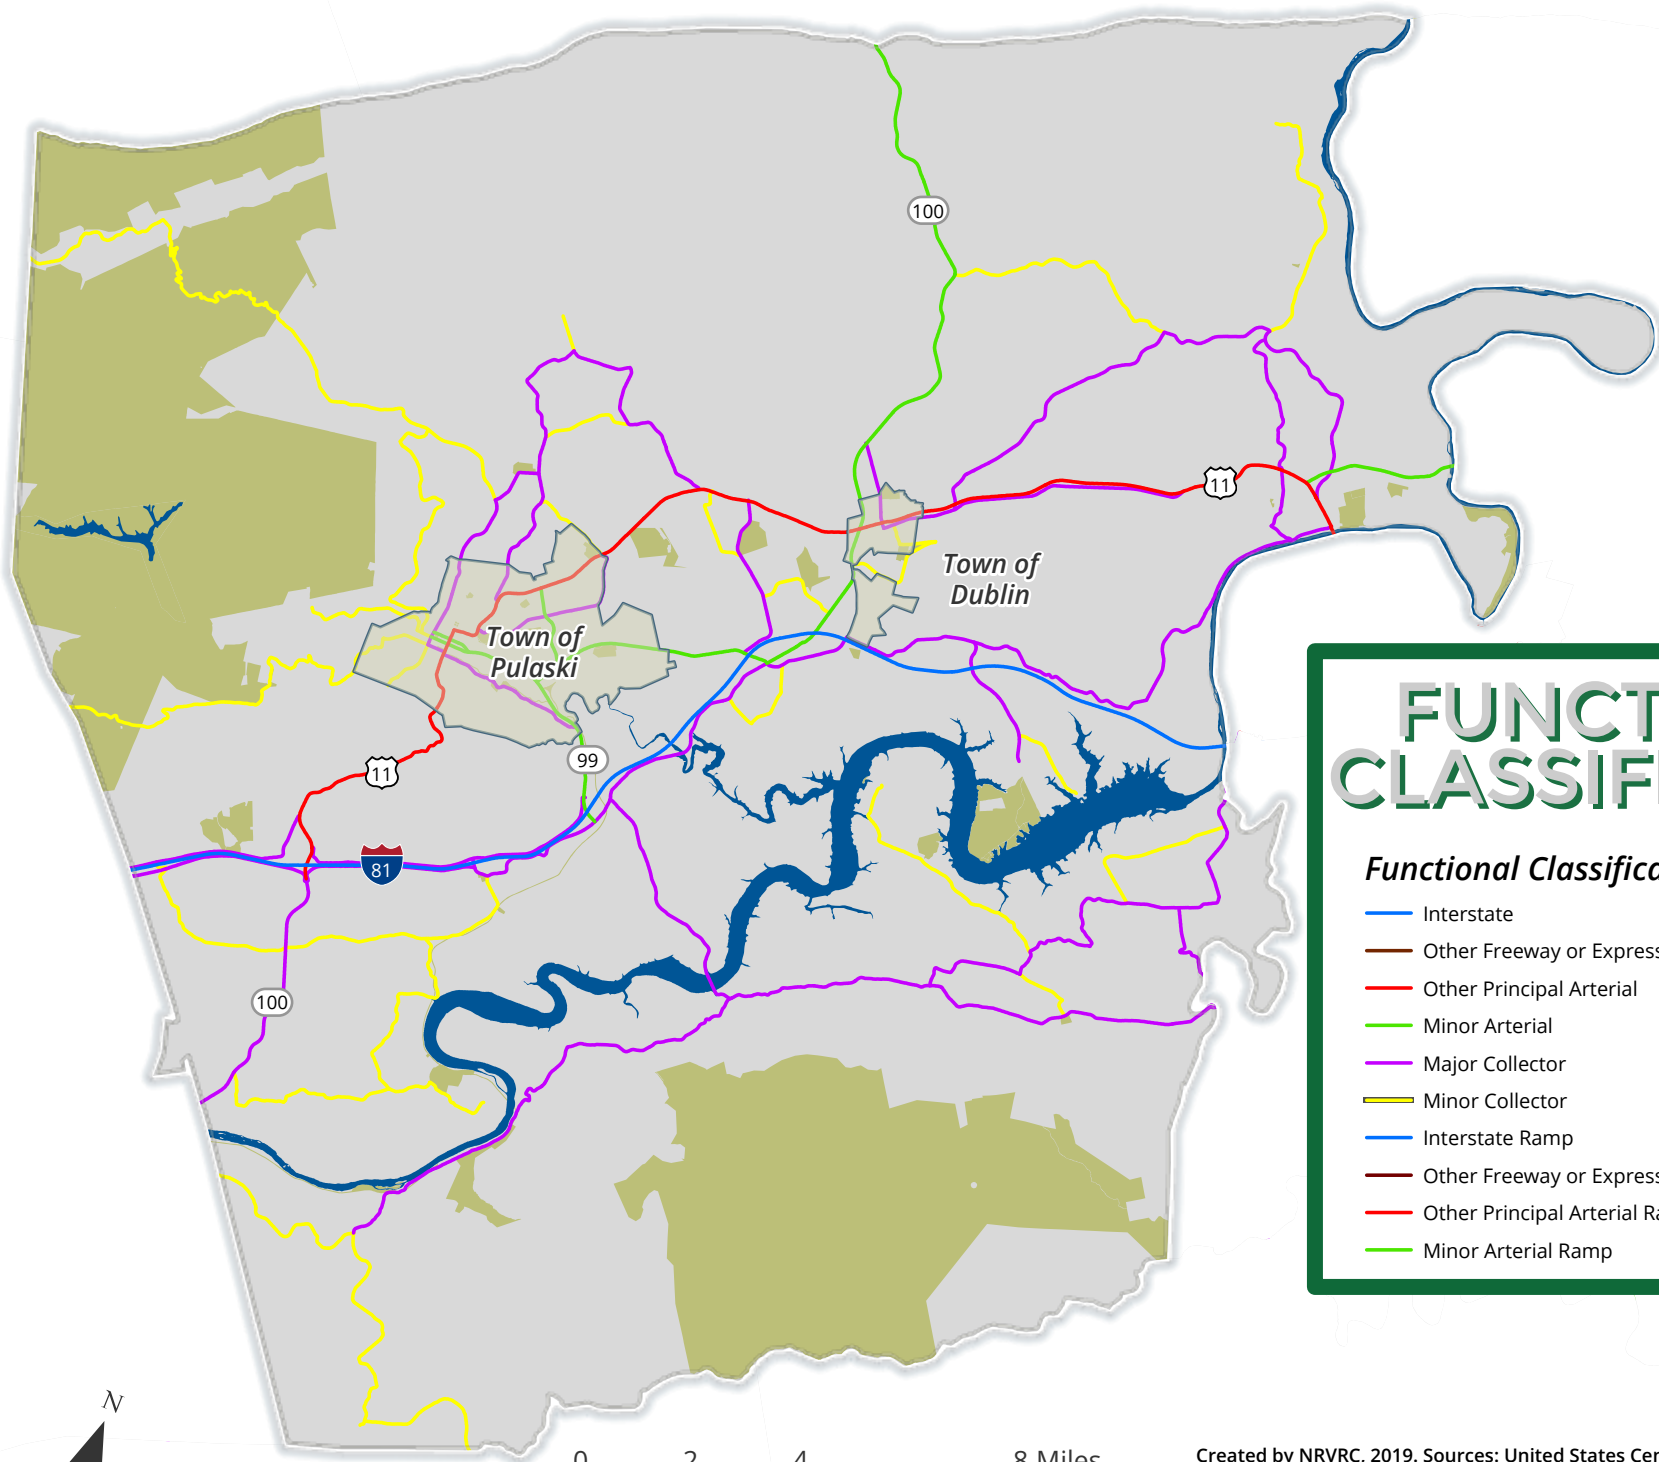 100
11
Town of
Dublin
Town of
Pulaski
99
11
81
100
FUNCT
CLASSIF
Functional Classifica
Interstate
Other Freeway or Express
Other Principal Arterial
Minor Arterial
Major Collector
Minor Collector
Interstate Ramp
Other Freeway or Express
Other Principal Arterial Ra
Minor Arterial Ramp
N
0 2 4 8 Miles
Created by NRVRC, 2019. Sources: United States Cen